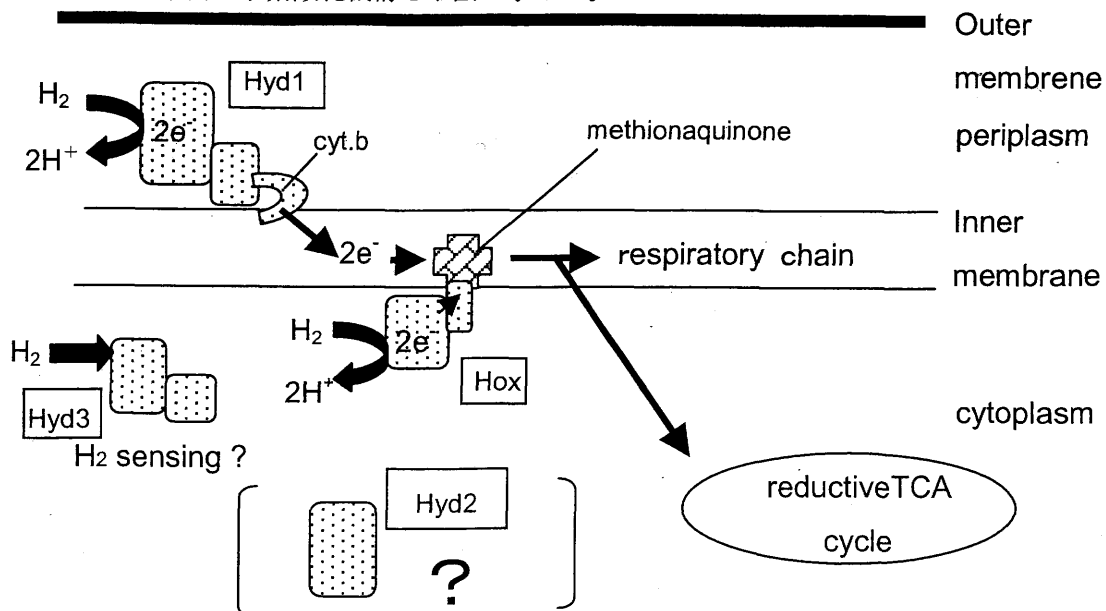 Outer
membrene
periplasm
Hyd1
H₂
2e⁻
2H⁺
cyt.b
methionaquinone
Inner
membrane
2e⁻
respiratory chain
H₂
2e⁻
2H⁺
Hox
H₂
Hyd3
H₂ sensing ?
cytoplasm
Hyd2
?
reductiveTCA
cycle